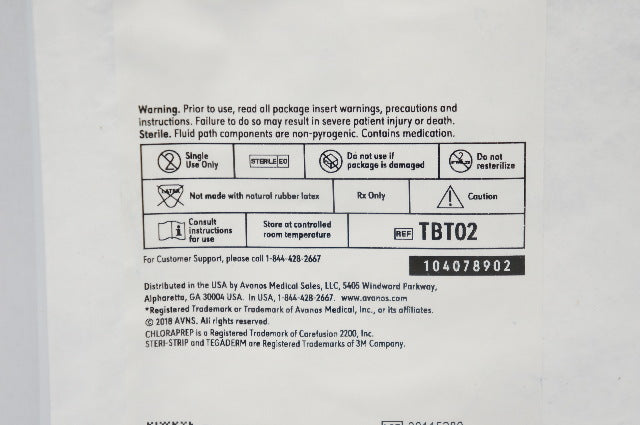 Warning. Prior to use, read all package insert warnings, precautions and
instructions. Failure to do so may result in severe patient injury or death.
Sterile. Fluid path components are non-pyrogenic. Contains medication.
Single
Use Only
STERILE EO
Do not use if
package is damaged
Do not
resterilize
LATEX
Not made with natural rubber latex
Rx Only
Caution
Consult
instructions
for use
Store at controlled
room temperature
REF TBT02
For Customer Support, please call 1-844-428-2667
104078902
Distributed in the USA by Avanos Medical Sales, LLC, 5405 Windward Parkway,
Alpharetta, GA 30004 USA. In USA, 1-844-428-2667. www.avanos.com
*Registered Trademark or Trademark of Avanos Medical, Inc., or its affiliates.
© 2018 AVNS. All rights reserved.
CHLORAPREP is a Registered Trademark of Carefusion 2200, Inc.
STERI-STRIP and TEGADERM are Registered Trademarks of 3M Company.